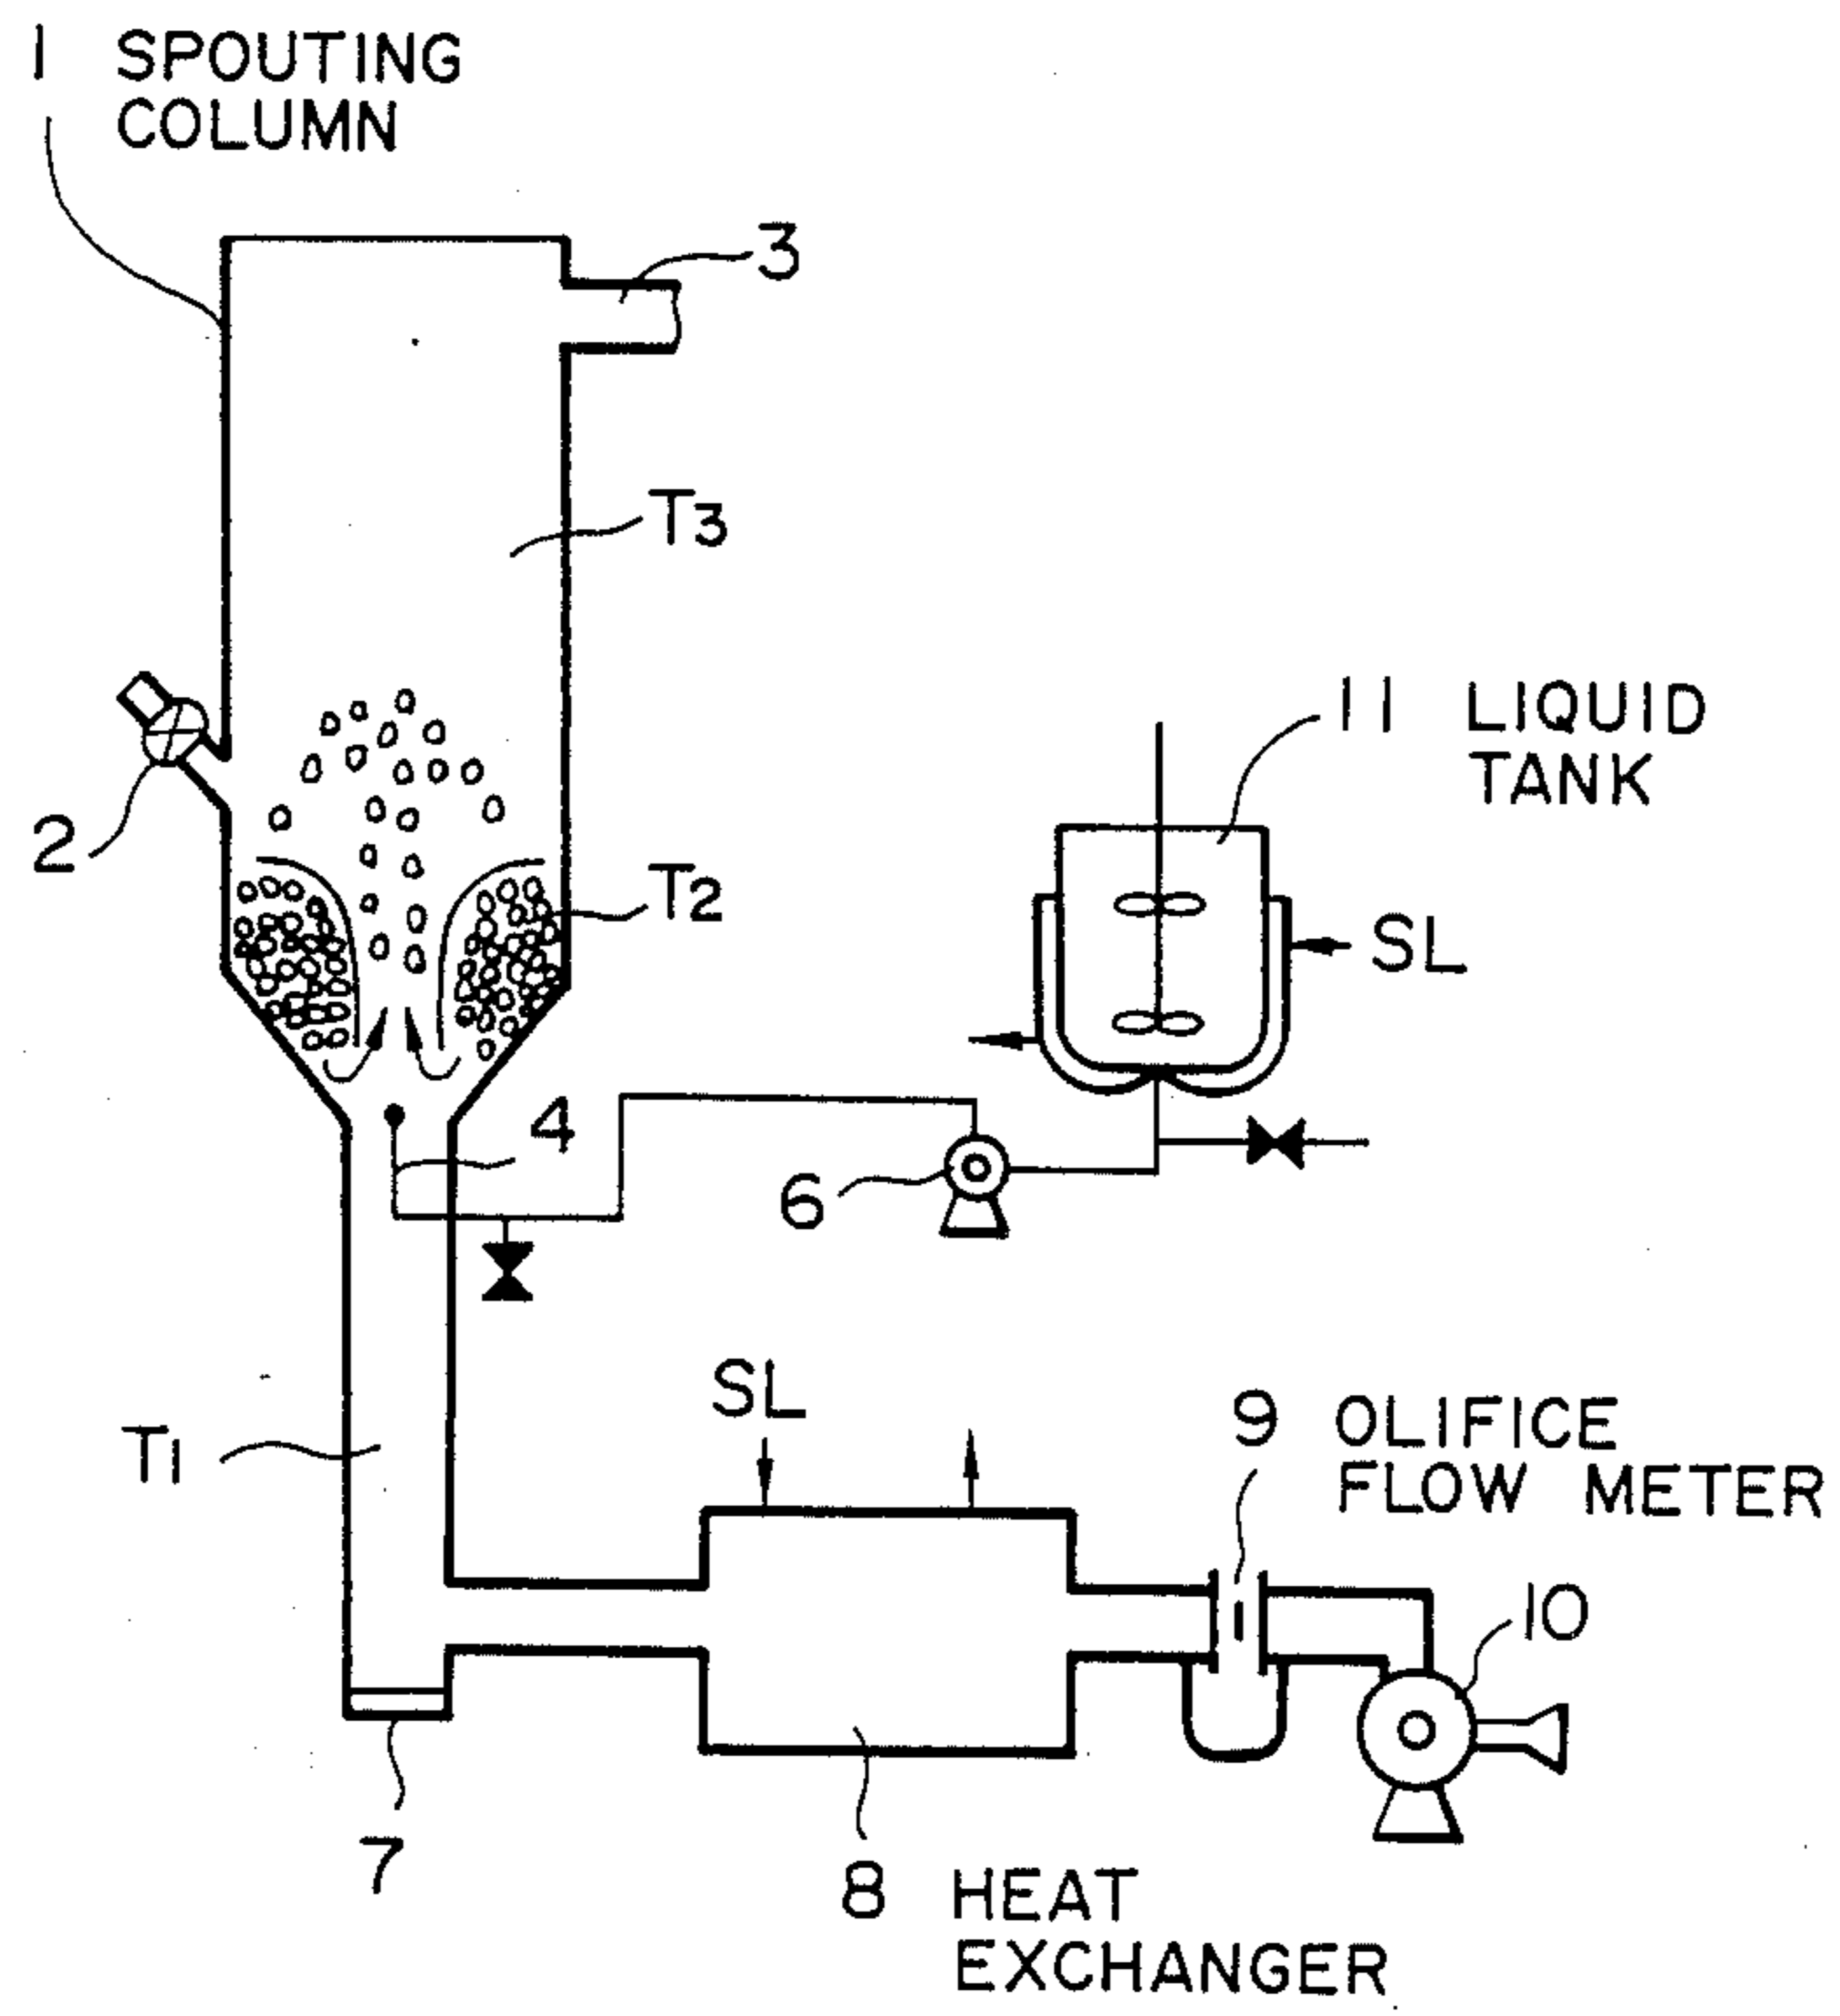 1 SPOUTING
COLUMN
3
T3
2
11 LIQUID
TANK
T2
SL
4
6
SL
T1
9 OLIFICE
FLOW METER
10
7
8 HEAT
EXCHANGER